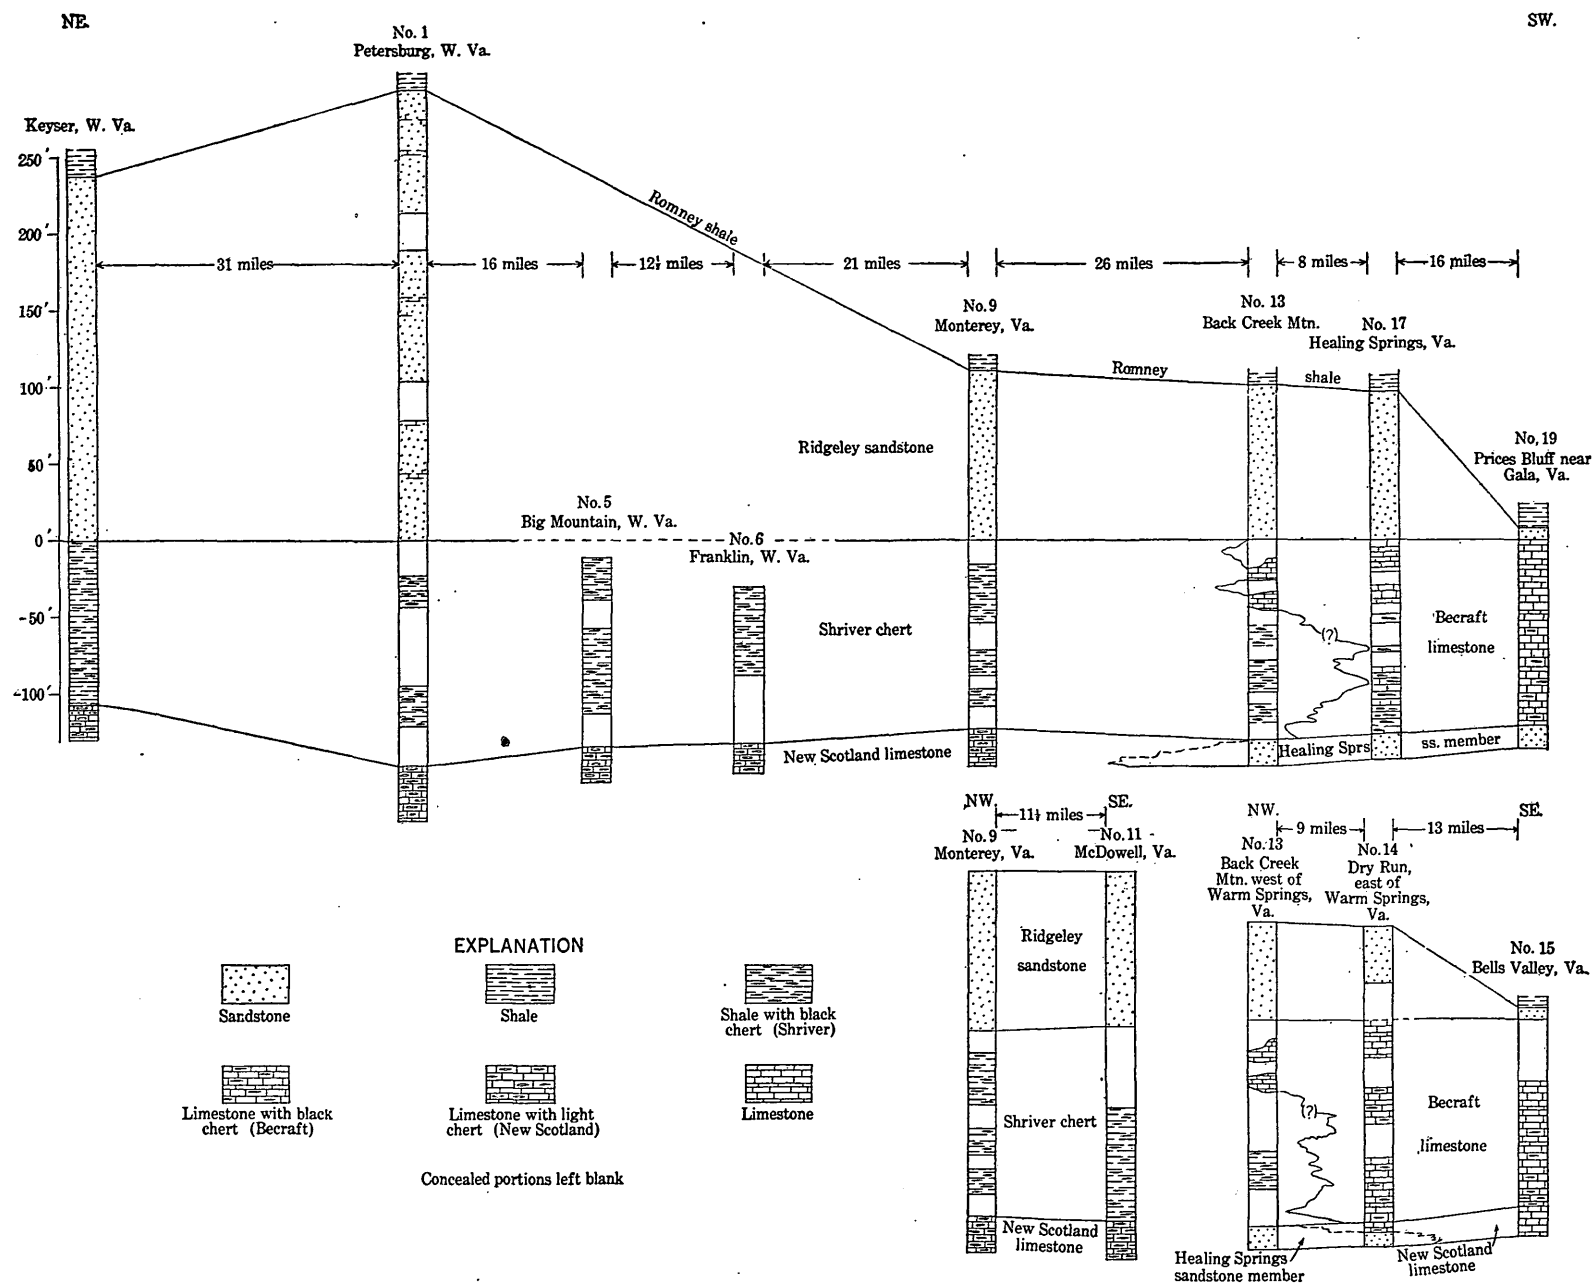 NE.
SW.
No. 1
Petersburg, W. Va.
Keyser, W. Va.
250′
200′
150′
100′
50′
0′
-50′
-100′
Romney shale
31 miles
16 miles
21 miles
26 miles
8 miles
16 miles
No. 9
Monterey, Va.
No. 13
Back Creek Mtn.
No. 17
Healing Springs, Va.
Romney
shale
No. 19
Prices Bluff near
Gala, Va.
Ridgeley sandstone
No. 5
Big Mountain, W. Va.
No. 6
Franklin, W. Va.
Shriver chert
(?)
Becraft
limestone
New Scotland limestone
Healing Sprs
ss. member
NW.
SE.
miles
No. 9
Monterey, Va.
No. 11
McDowell, Va.
Ridgeley
sandstone
Shriver chert
New Scotland
limestone
NW.
SE.
9 miles
13 miles
No. 13
Back Creek
Mtn. west of
Warm Springs,
Va.
No. 14
Dry Run,
east of
Warm Springs,
Va.
No. 15
Bells Valley, Va.
(?)
Becraft
limestone
Healing Springs
sandstone member
New Scotland
limestone
EXPLANATION
Sandstone
Shale
Shale with black
chert (Shriver)
Limestone with black
chert (Becraft)
Limestone with light
chert (New Scotland)
Limestone
Concealed portions left blank